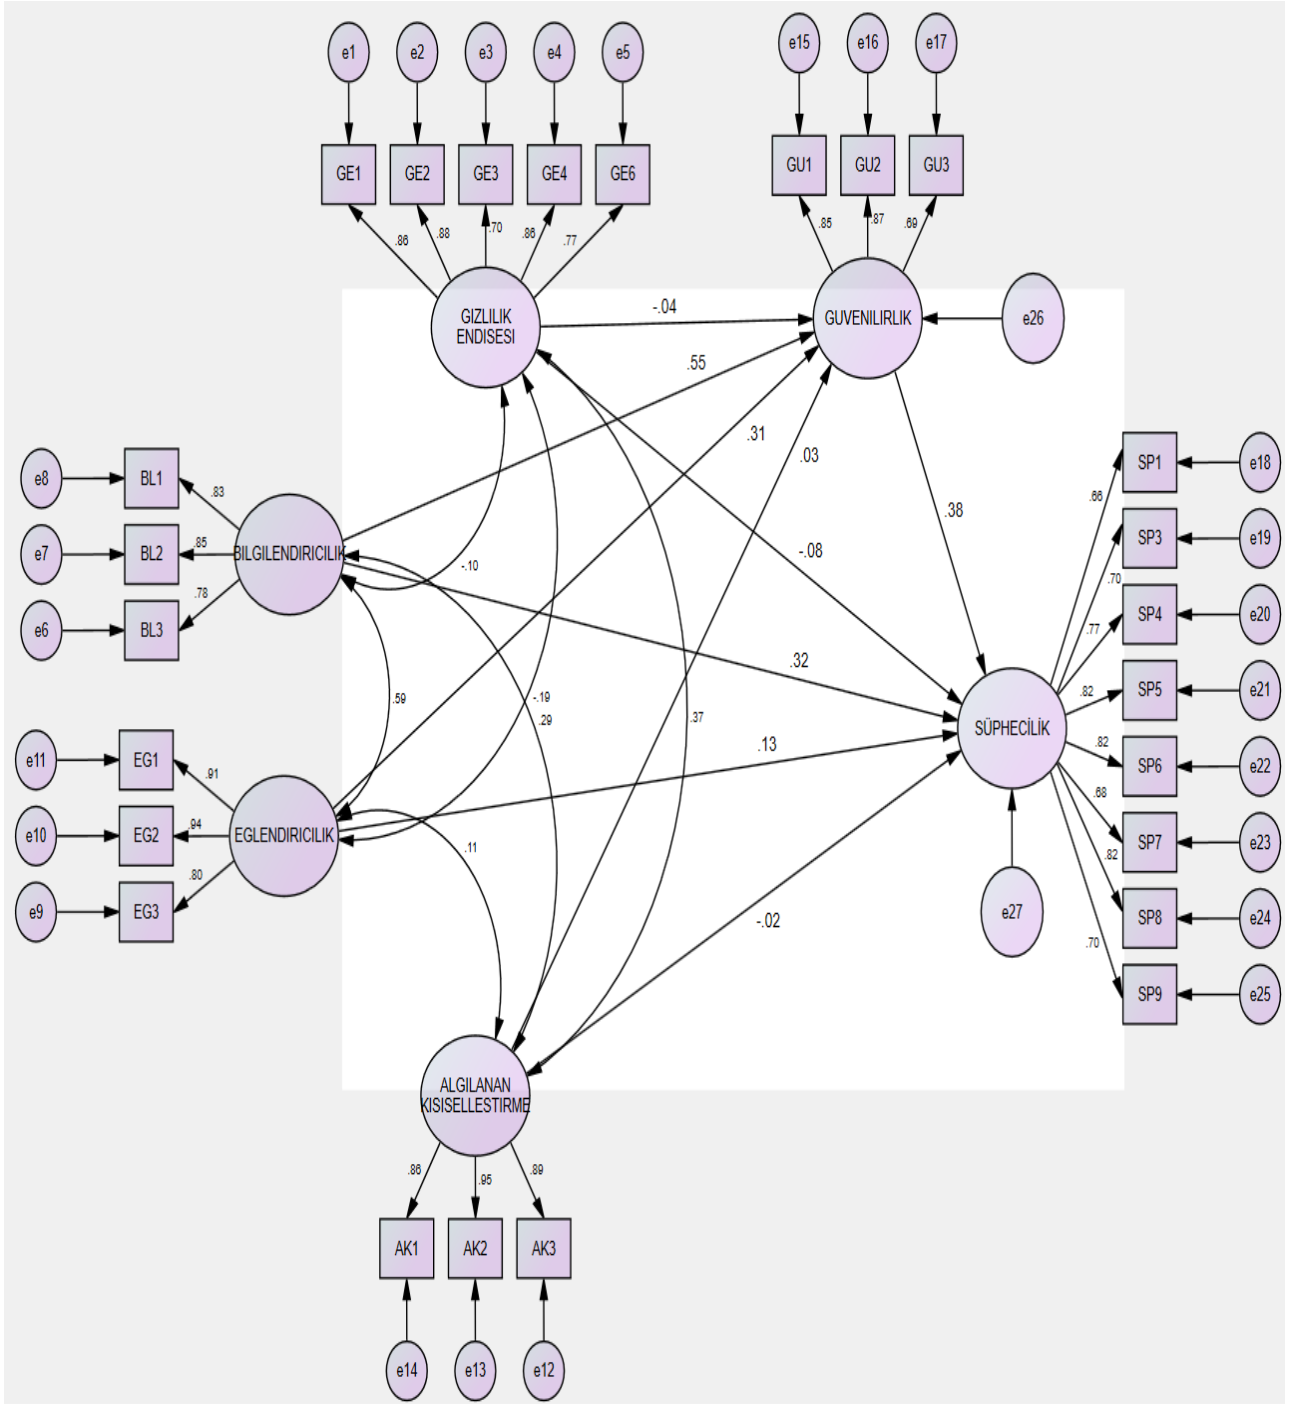 e1 e2 e3 e4 e5
e15 e16 e17
GE1 GE2 GE3 GE4 GE6
GU1 GU2 GU3
.86 .88 .70 .86 .77
.85 .87 .69
GIZLILIK
ENDISESI
GUVENILIRLIK
e26
-.04
.55
.31
.03
.38
-.08
e8 BL1 .83
e7 BL2 .85
e6 BL3 .78
BILGILENDIRICILIK
-.10
.59
-.19
.29
.37
.32
.13
.11
-.02
e11 EG1 .91
e10 EG2 .94
e9 EG3 .80
EGLENDIRICILIK
SÜPHECİLİK
e27
.66 SP1 e18
.70 SP3 e19
.77 SP4 e20
.82 SP5 e21
.82 SP6 e22
.68 SP7 e23
.82 SP8 e24
.70 SP9 e25
ALGILANAN
KISISELLESTIRME
.86 .95 .89
AK1 AK2 AK3
e14 e13 e12